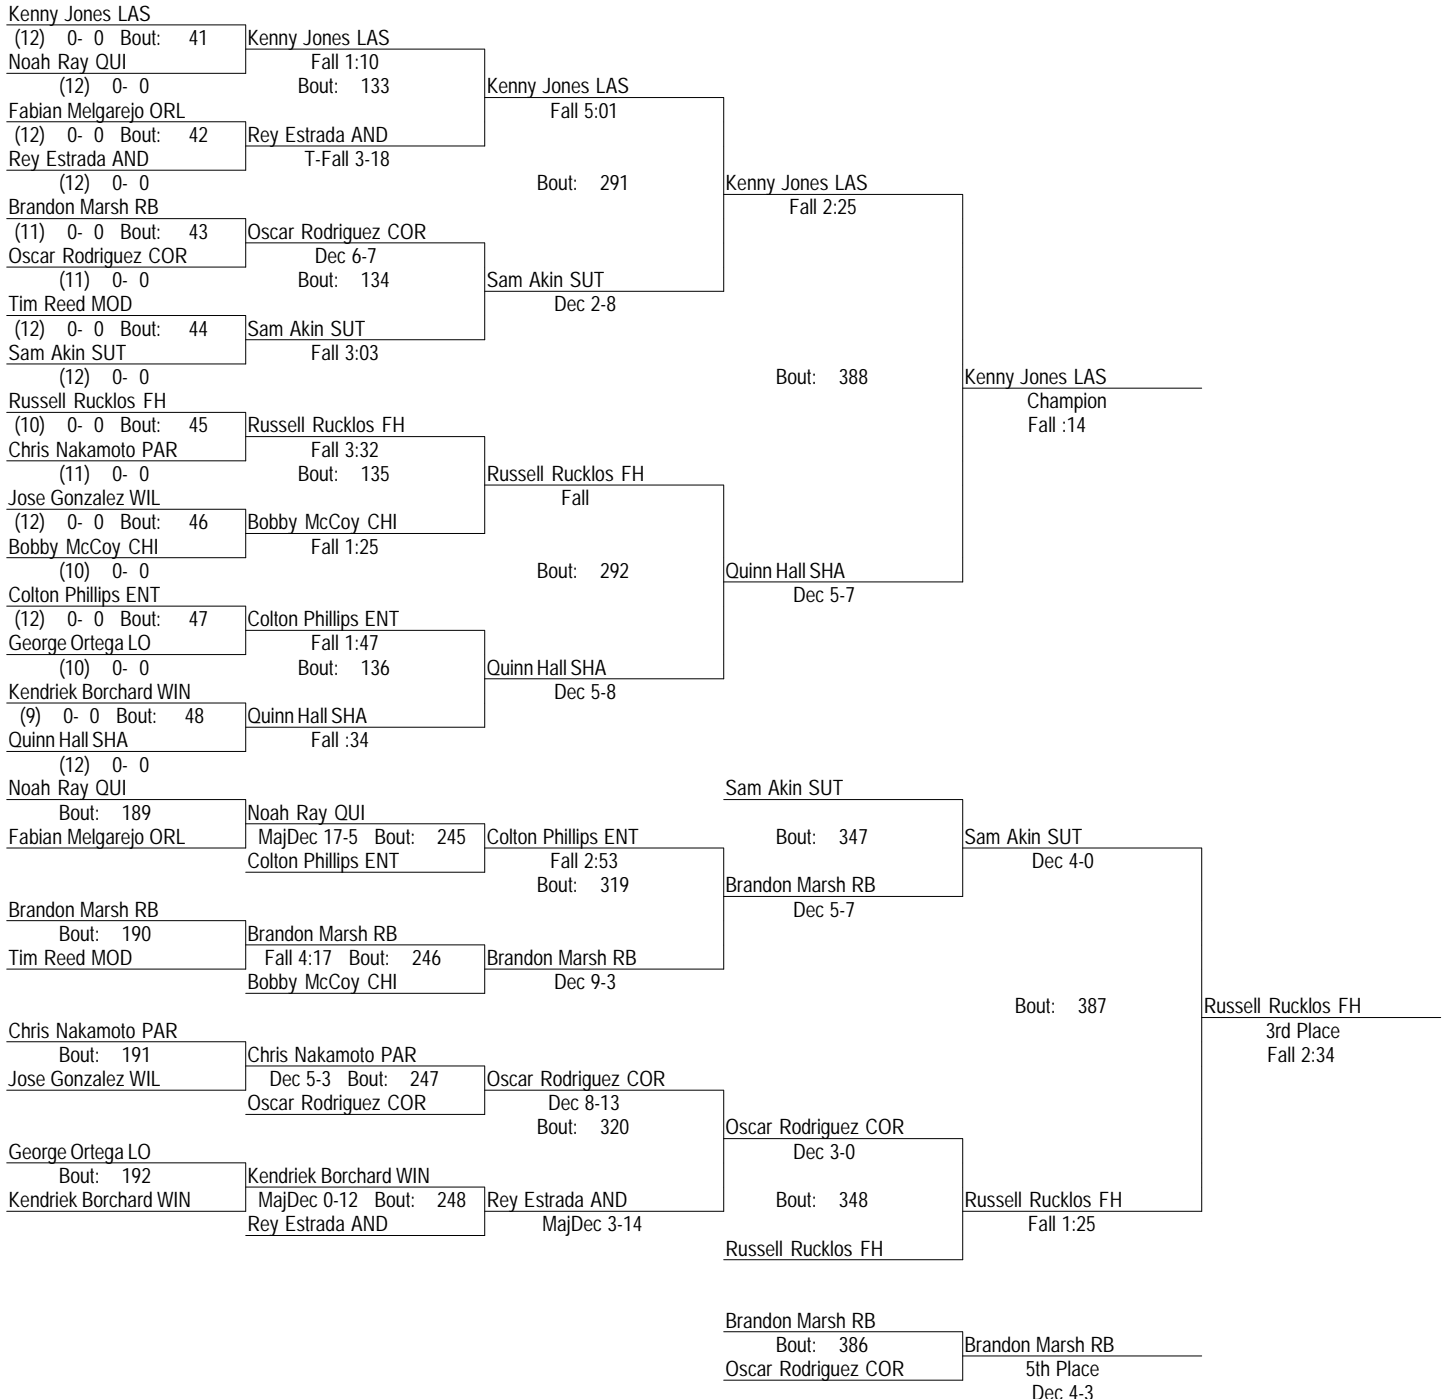 Kenny Jones LAS
(12) 0- 0 Bout: 41 Kenny Jones LAS
Noah Ray QUI Fall 1:10
(12) 0- 0 Bout: 133 Kenny Jones LAS
Fabian Melgarejo ORL Fall 5:01
(12) 0- 0 Bout: 42 Rey Estrada AND
Rey Estrada AND T-Fall 3-18
(12) 0- 0 Bout: 291 Kenny Jones LAS
Brandon Marsh RB Fall 2:25
(11) 0- 0 Bout: 43 Oscar Rodriguez COR
Oscar Rodriguez COR Dec 6-7
(11) 0- 0 Bout: 134 Sam Akin SUT
Tim Reed MOD Dec 2-8
(12) 0- 0 Bout: 44 Sam Akin SUT
Sam Akin SUT Fall 3:03
(12) 0- 0 Bout: 388 Kenny Jones LAS
Russell Rucklos FH Champion
(10) 0- 0 Bout: 45 Russell Rucklos FH Fall :14
Chris Nakamoto PAR Fall 3:32
(11) 0- 0 Bout: 135 Russell Rucklos FH
Jose Gonzalez WIL Fall
(12) 0- 0 Bout: 46 Bobby McCoy CHI
Bobby McCoy CHI Fall 1:25
(10) 0- 0 Bout: 292 Quinn Hall SHA
Colton Phillips ENT Dec 5-7
(12) 0- 0 Bout: 47 Colton Phillips ENT
George Ortega LO Fall 1:47
(10) 0- 0 Bout: 136 Quinn Hall SHA
Kendriek Borchard WIN Dec 5-8
(9) 0- 0 Bout: 48 Quinn Hall SHA
Quinn Hall SHA Fall :34
(12) 0- 0
Noah Ray QUI Sam Akin SUT
Bout: 189 Noah Ray QUI
Fabian Melgarejo ORL MajDec 17-5 Bout: 245 Colton Phillips ENT Bout: 347 Sam Akin SUT
Colton Phillips ENT Fall 2:53 Dec 4-0
Bout: 319 Brandon Marsh RB
Brandon Marsh RB Dec 5-7
Bout: 190 Brandon Marsh RB
Tim Reed MOD Fall 4:17 Bout: 246 Brandon Marsh RB
Bobby McCoy CHI Dec 9-3
Bout: 387 Russell Rucklos FH
Chris Nakamoto PAR 3rd Place
Bout: 191 Chris Nakamoto PAR Fall 2:34
Jose Gonzalez WIL Dec 5-3 Bout: 247 Oscar Rodriguez COR
Oscar Rodriguez COR Dec 8-13
Bout: 320 Oscar Rodriguez COR
George Ortega LO Dec 3-0
Bout: 192 Kendriek Borchard WIN
Kendriek Borchard WIN MajDec 0-12 Bout: 248 Rey Estrada AND Bout: 348 Russell Rucklos FH
Rey Estrada AND MajDec 3-14 Fall 1:25
Russell Rucklos FH
Brandon Marsh RB
Bout: 386 Brandon Marsh RB
Oscar Rodriguez COR 5th Place
Dec 4-3